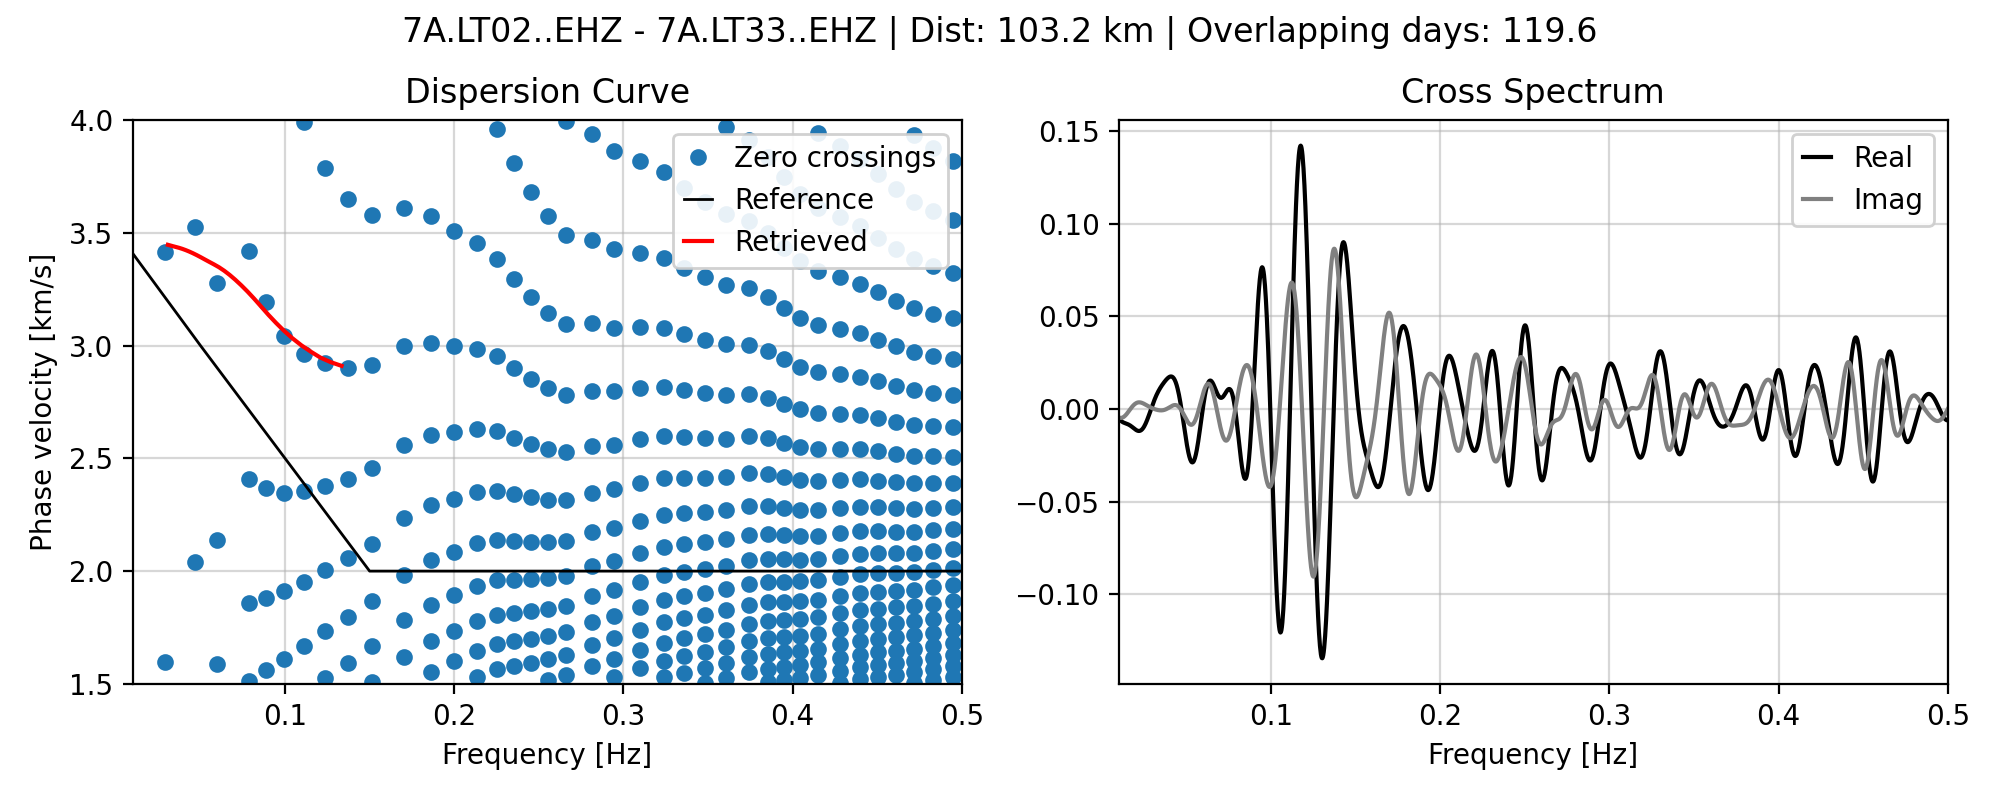 7A.LT02..EHZ - 7A.LT33..EHZ | Dist: 103.2 km | Overlapping days: 119.6
Dispersion Curve
4.0
3.5
3.0
2.5
2.0
1.5
Phase velocity [km/s]
0.1
0.2
0.3
0.4
0.5
Frequency [Hz]
Zero crossings
Reference
Retrieved
Cross Spectrum
0.15
0.10
0.05
0.00
−0.05
−0.10
0.1
0.2
0.3
0.4
0.5
Frequency [Hz]
Real
Imag